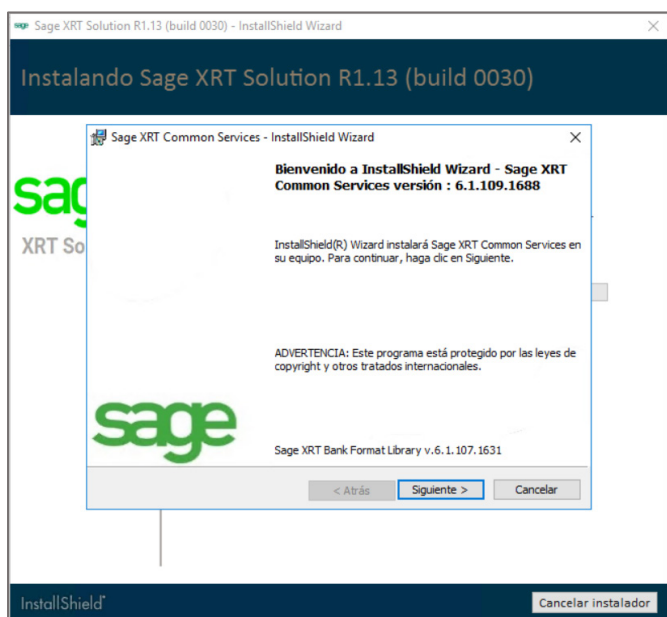 Sage XRT Solution R1.13 (build 0030) - InstallShield Wizard
Instalando Sage XRT Solution R1.13 (build 0030)
Sage XRT Common Services - InstallShield Wizard
Bienvenido a InstallShield Wizard - Sage XRT
Common Services versión : 6.1.109.1688
sag
XRT So
InstallShield(R) Wizard instalará Sage XRT Common Services en
su equipo. Para continuar, haga clic en Siguiente.
ADVERTENCIA: Este programa está protegido por las leyes de
copyright y otros tratados internacionales.
sage
Sage XRT Bank Format Library v.6.1.107.1631
< Atrás
Siguiente >
Cancelar
InstallShield
Cancelar instalador